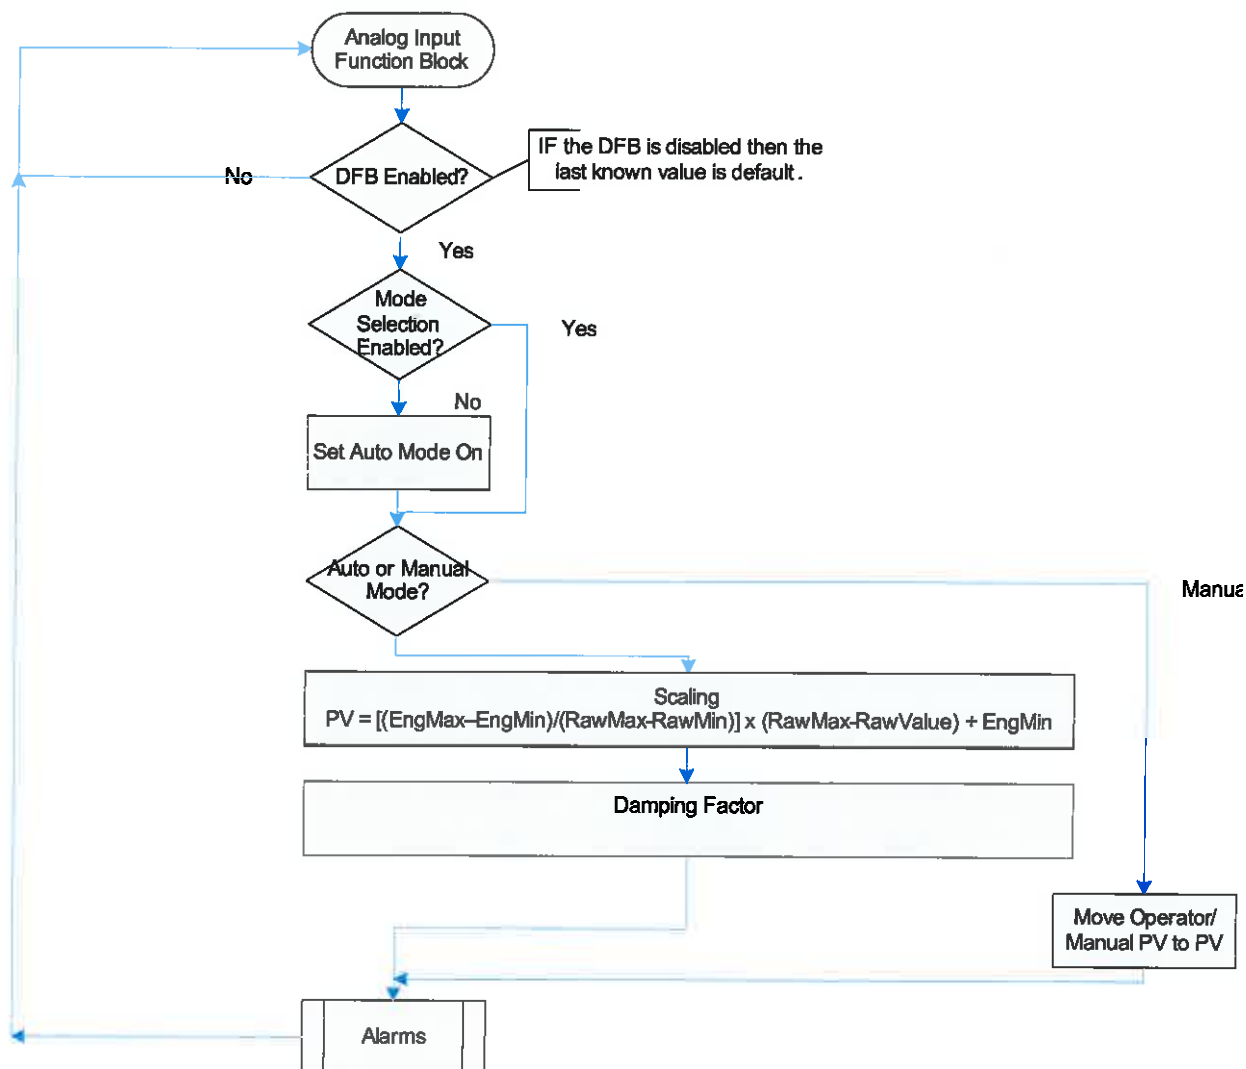 Analog Input
Function Block
IF the DFB is disabled then the
last known value is default.
No
DFB Enabled?
Yes
Mode
Selection
Enabled?
Yes
No
Set Auto Mode On
Auto or Manual
Mode?
Manua
Scaling
PV = [(EngMax–EngMin)/(RawMax-RawMin)] x (RawMax-RawValue) + EngMin
Damping Factor
Move Operator/
Manual PV to PV
Alarms